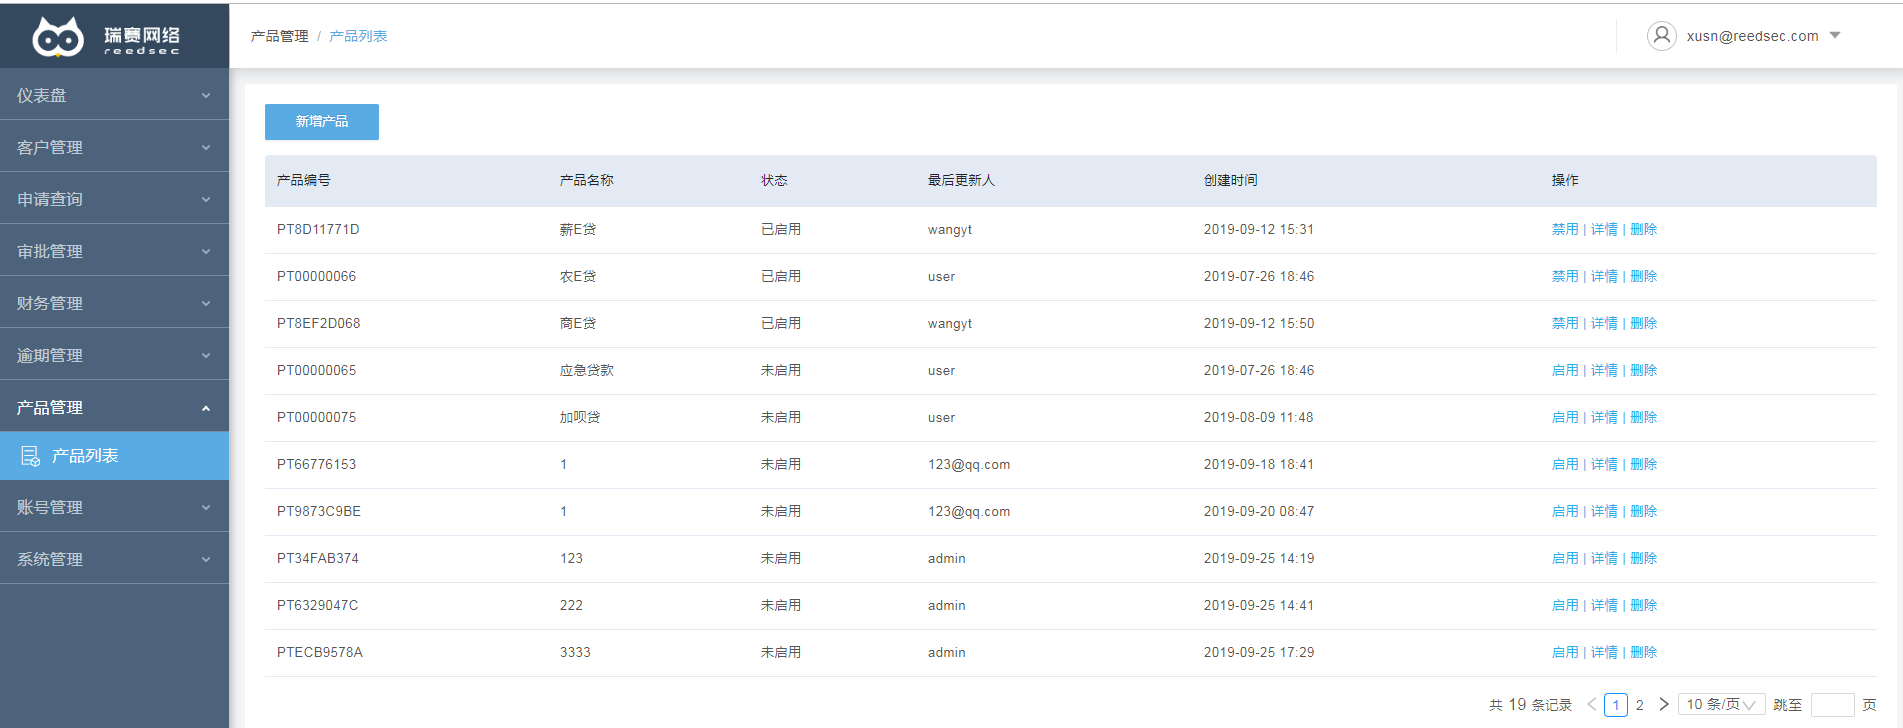 瑞赛网络
reedsec
产品管理 / 产品列表
xusn@reedsec.com
仪表盘
客户管理
申请查询
审批管理
财务管理
逾期管理
产品管理
产品列表
账号管理
系统管理
新增产品
产品编号 产品名称 状态 最后更新人 创建时间 操作
PT8D11771D 薪E贷 已启用 wangyt 2019-09-12 15:31 禁用 | 详情 | 删除
PT00000066 农E贷 已启用 user 2019-07-26 18:46 禁用 | 详情 | 删除
PT8EF2D068 商E贷 已启用 wangyt 2019-09-12 15:50 禁用 | 详情 | 删除
PT00000065 应急贷款 未启用 user 2019-07-26 18:46 启用 | 详情 | 删除
PT00000075 加呗贷 未启用 user 2019-08-09 11:48 启用 | 详情 | 删除
PT66776153 1 未启用 123@qq.com 2019-09-18 18:41 启用 | 详情 | 删除
PT9873C9BE 1 未启用 123@qq.com 2019-09-20 08:47 启用 | 详情 | 删除
PT34FAB374 123 未启用 admin 2019-09-25 14:19 启用 | 详情 | 删除
PT6329047C 222 未启用 admin 2019-09-25 14:41 启用 | 详情 | 删除
PTECB9578A 3333 未启用 admin 2019-09-25 17:29 启用 | 详情 | 删除
共 19 条记录 1 2 10 条/页 跳至 页